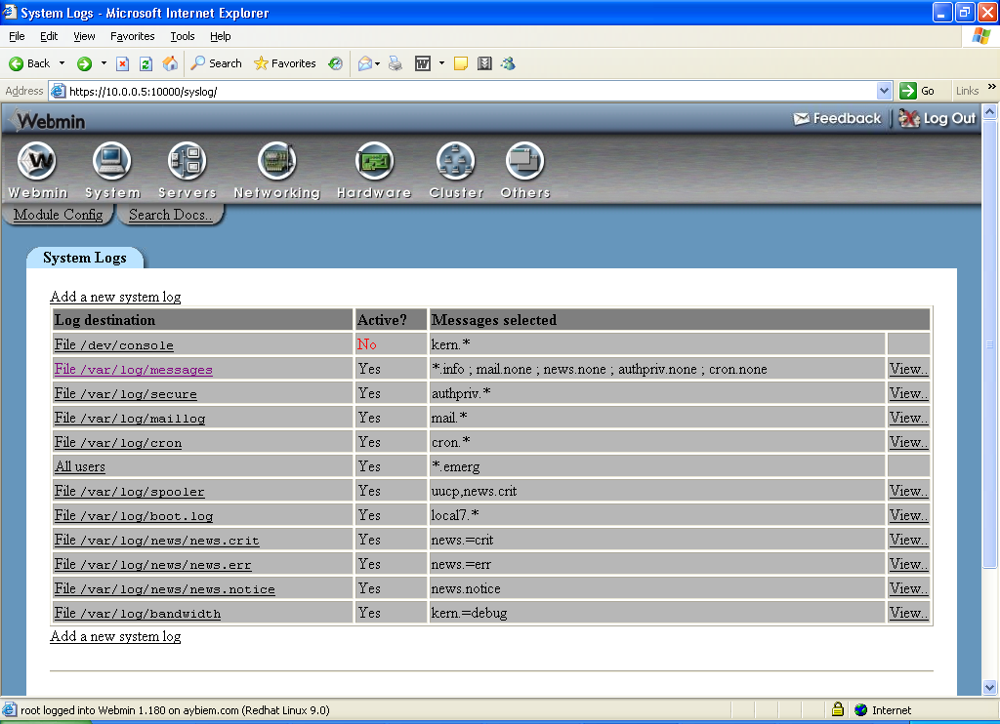 System Logs - Microsoft Internet Explorer
File Edit View Favorites Tools Help
Back Search Favorites
Address https://10.0.0.5:10000/syslog/ Go Links »
Webmin Feedback Log Out
Webmin System Servers Networking Hardware Cluster Others
Module Config Search Docs..
System Logs
Add a new system log
Log destination Active? Messages selected
File /dev/console No kern.*
File /var/log/messages Yes *.info ; mail.none ; news.none ; authpriv.none ; cron.none View..
File /var/log/secure Yes authpriv.* View..
File /var/log/maillog Yes mail.* View..
File /var/log/cron Yes cron.* View..
All users Yes *.emerg
File /var/log/spooler Yes uucp,news.crit View..
File /var/log/boot.log Yes local7.* View..
File /var/log/news/news.crit Yes news.=crit View..
File /var/log/news/news.err Yes news.=err View..
File /var/log/news/news.notice Yes news.notice View..
File /var/log/bandwidth Yes kern.=debug View..
Add a new system log
root logged into Webmin 1.180 on aybiem.com (Redhat Linux 9.0) Internet